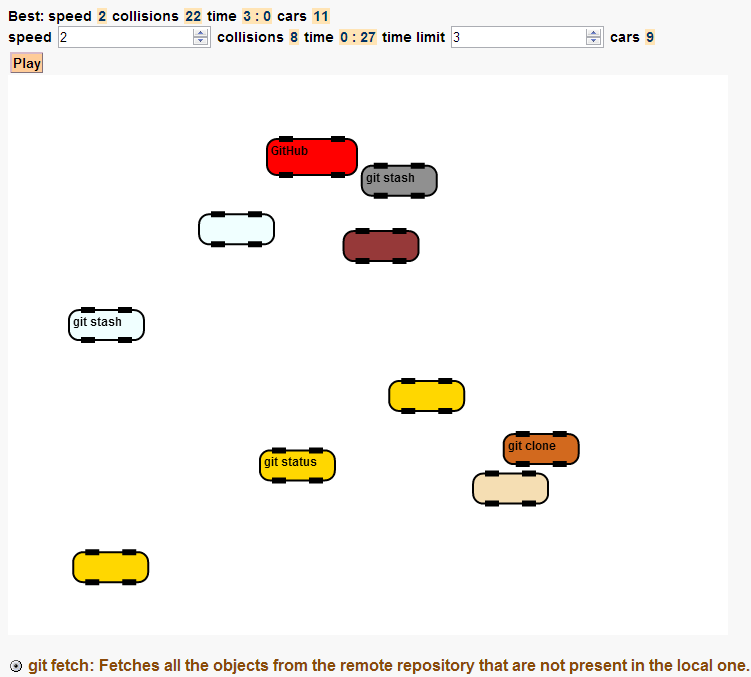 Best: speed 2 collisions 22 time 3 : 0 cars 11
speed 2 collisions 8 time 0 : 27 time limit 3 cars 9
Play
GitHub
git stash
git stash
git clone
git status
git fetch: Fetches all the objects from the remote repository that are not present in the local one.